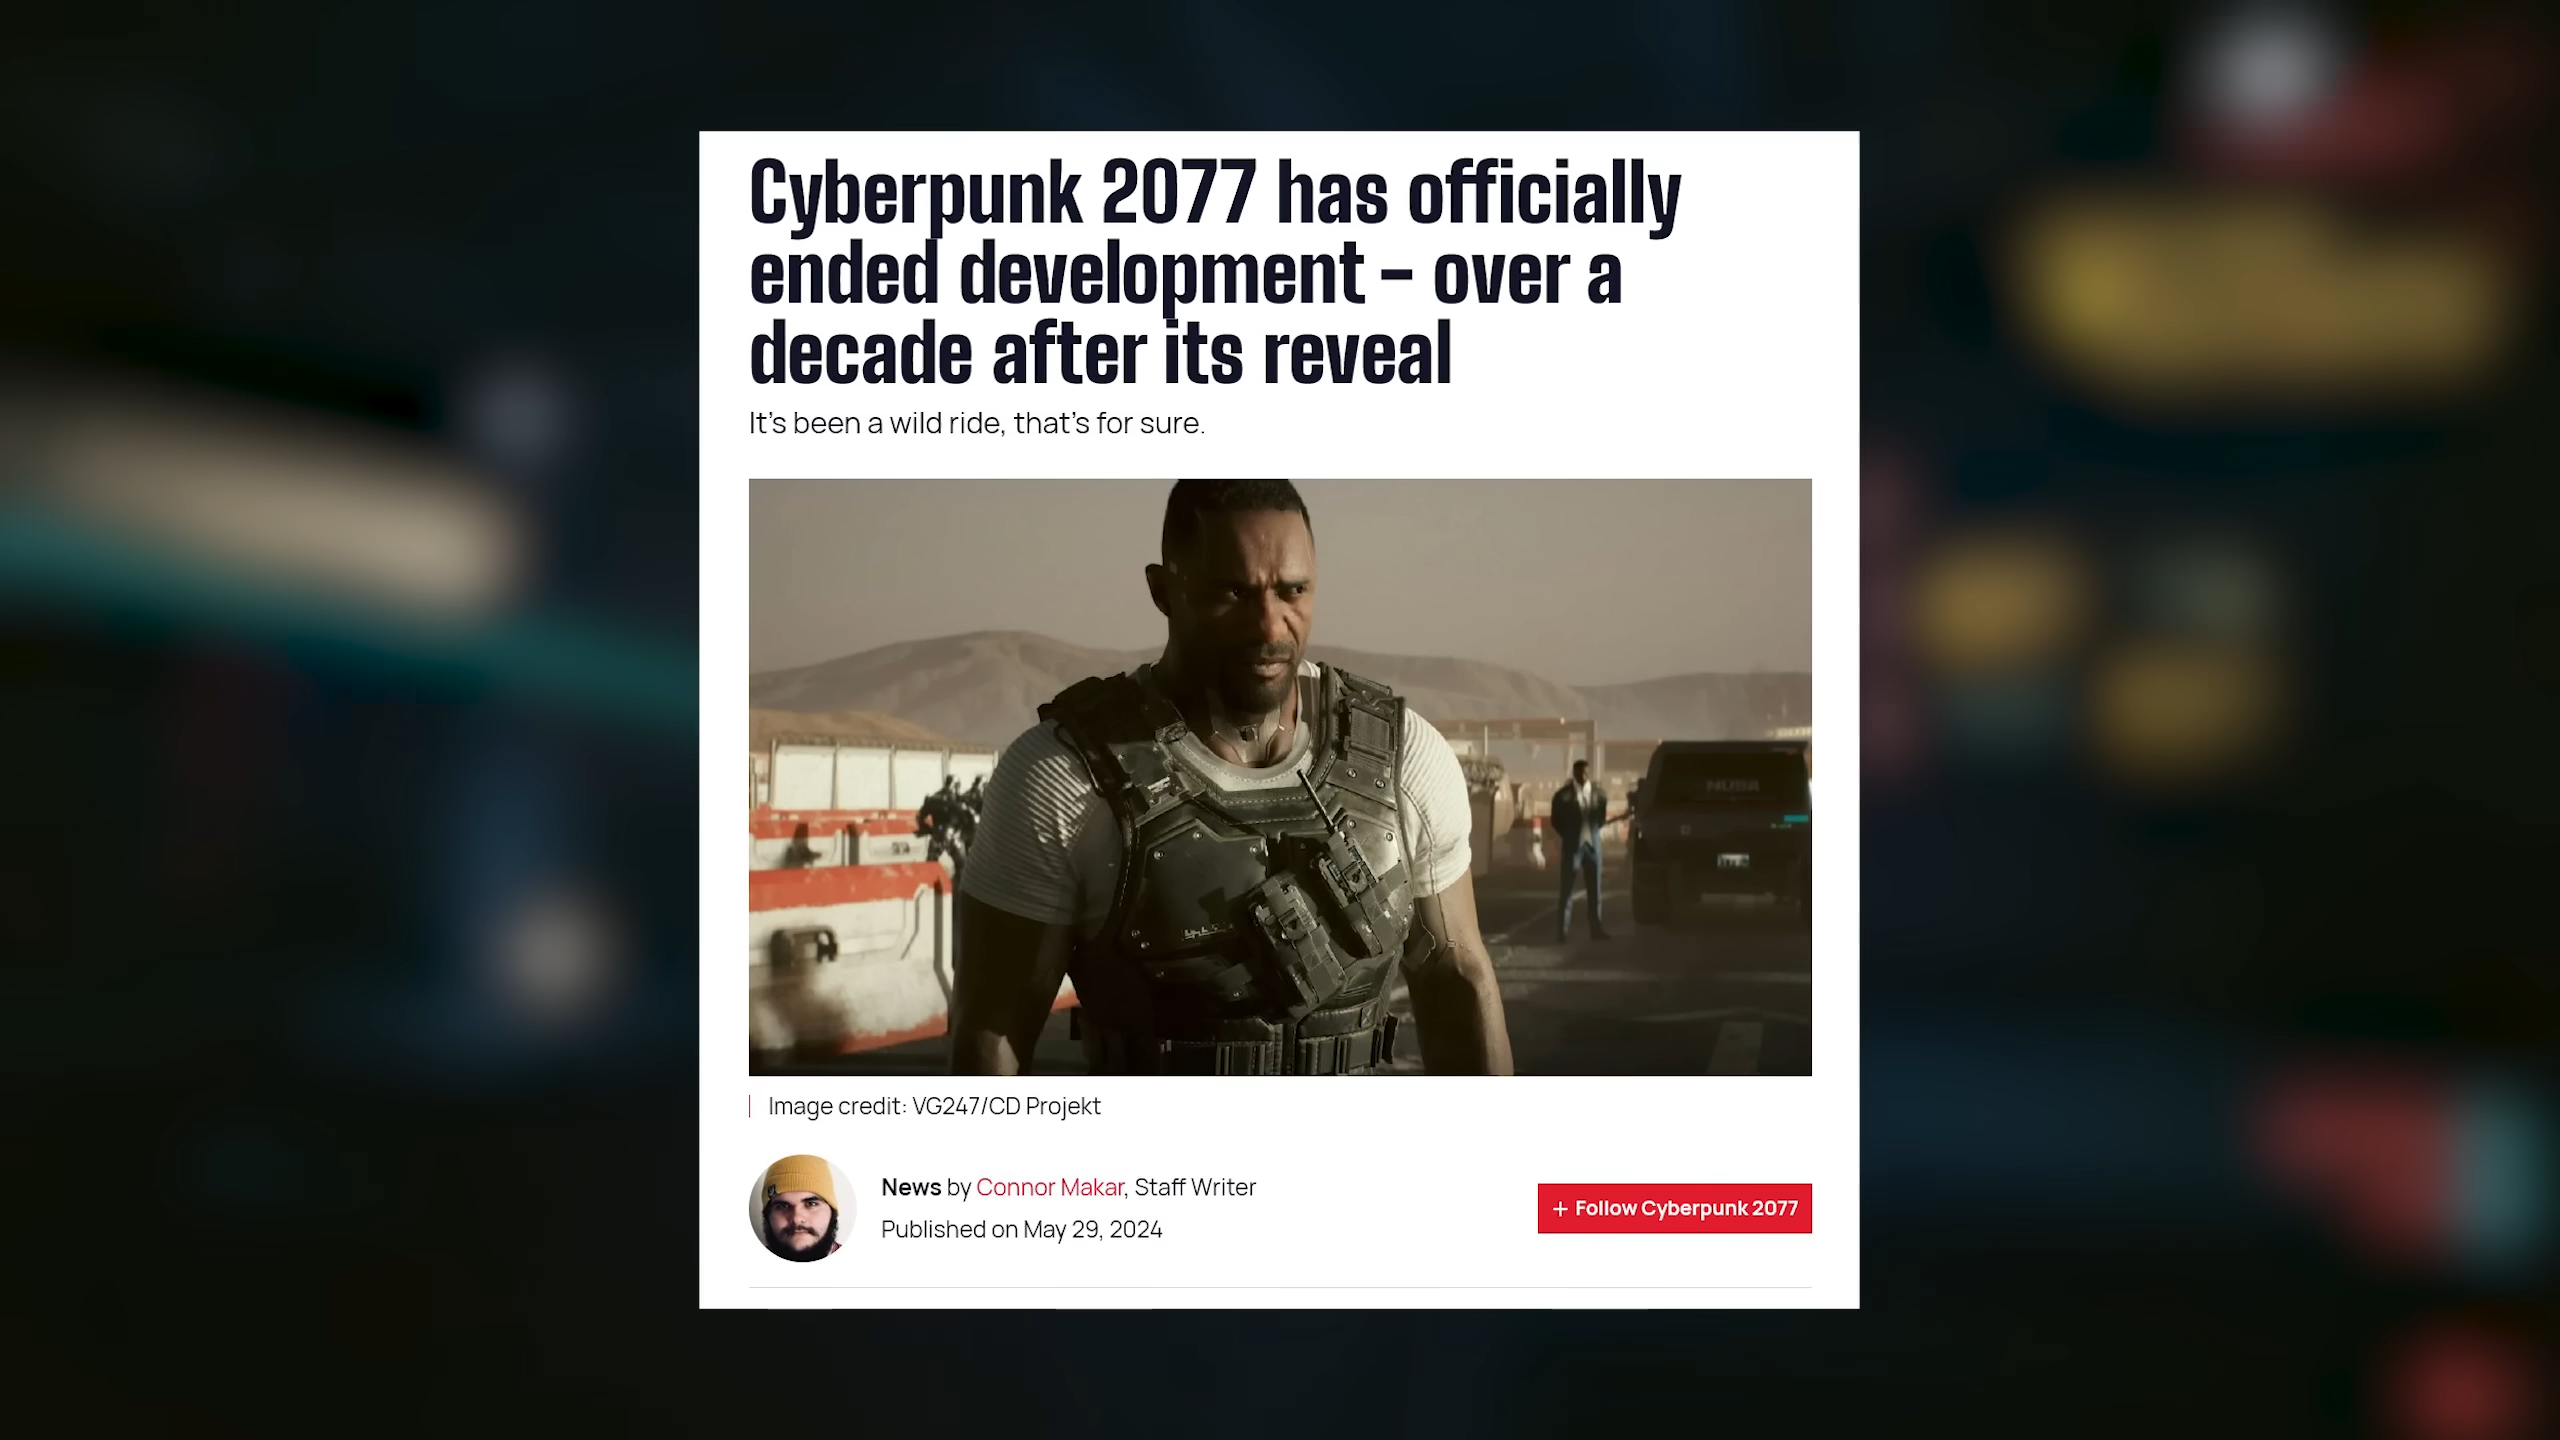 Cyberpunk 2077 has officially
ended development – over a
decade after its reveal
It's been a wild ride, that's for sure.
Image credit: VG247/CD Projekt
News by Connor Makar, Staff Writer
Published on May 29, 2024
+ Follow Cyberpunk 2077